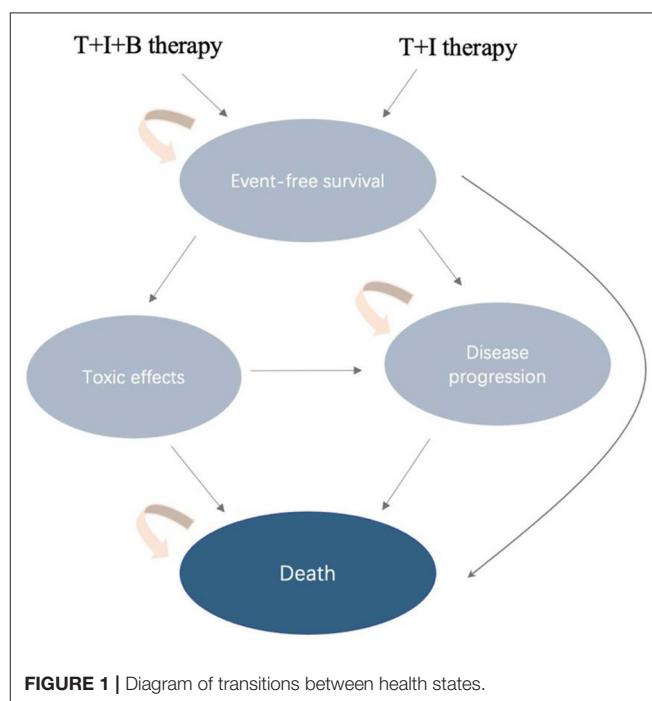 T+I+B therapy
T+I therapy
Event-free survival
Toxic effects
Disease
progression
Death
FIGURE 1 | Diagram of transitions between health states.